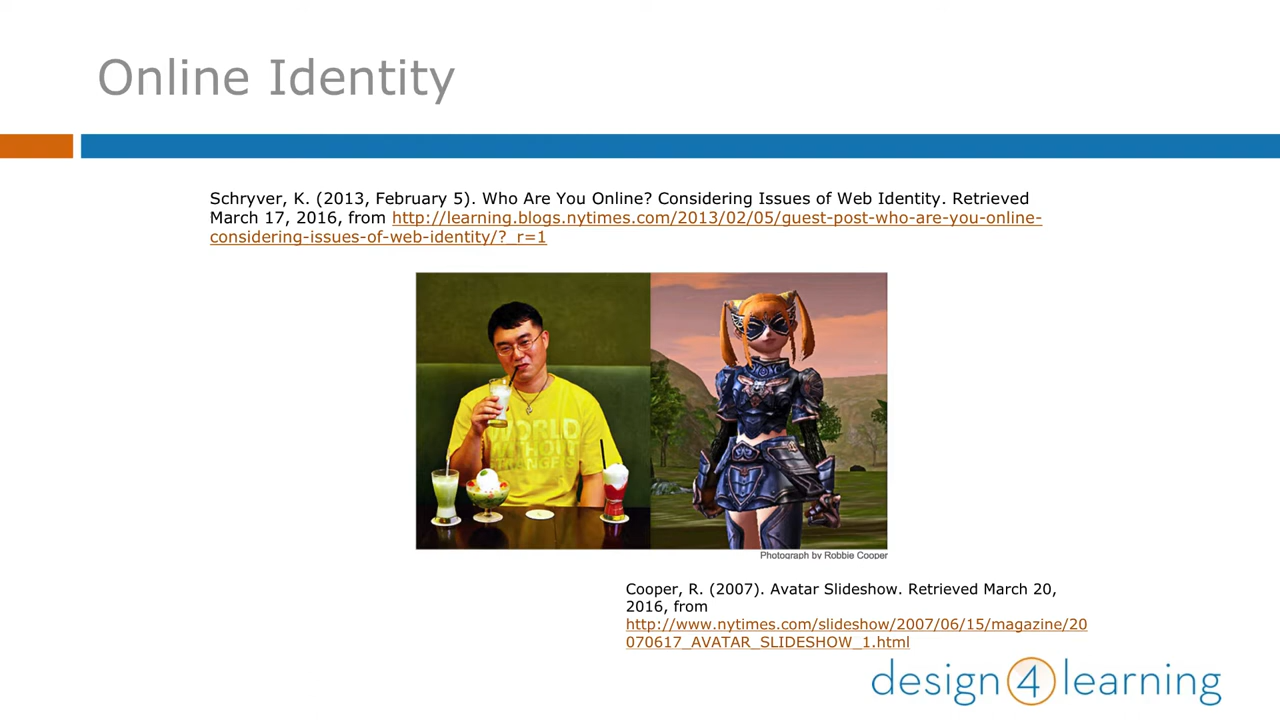 Online Identity
Schryver, K. (2013, February 5). Who Are You Online? Considering Issues of Web Identity. Retrieved
March 17, 2016, from http://learning.blogs.nytimes.com/2013/02/05/guest-post-who-are-you-online-
considering-issues-of-web-identity/?_r=1
WORLD
WITHOUT
STRANGERS
Photograph by Robbie Cooper
Cooper, R. (2007). Avatar Slideshow. Retrieved March 20,
2016, from
http://www.nytimes.com/slideshow/2007/06/15/magazine/20
070617_AVATAR_SLIDESHOW_1.html
design 4 learning